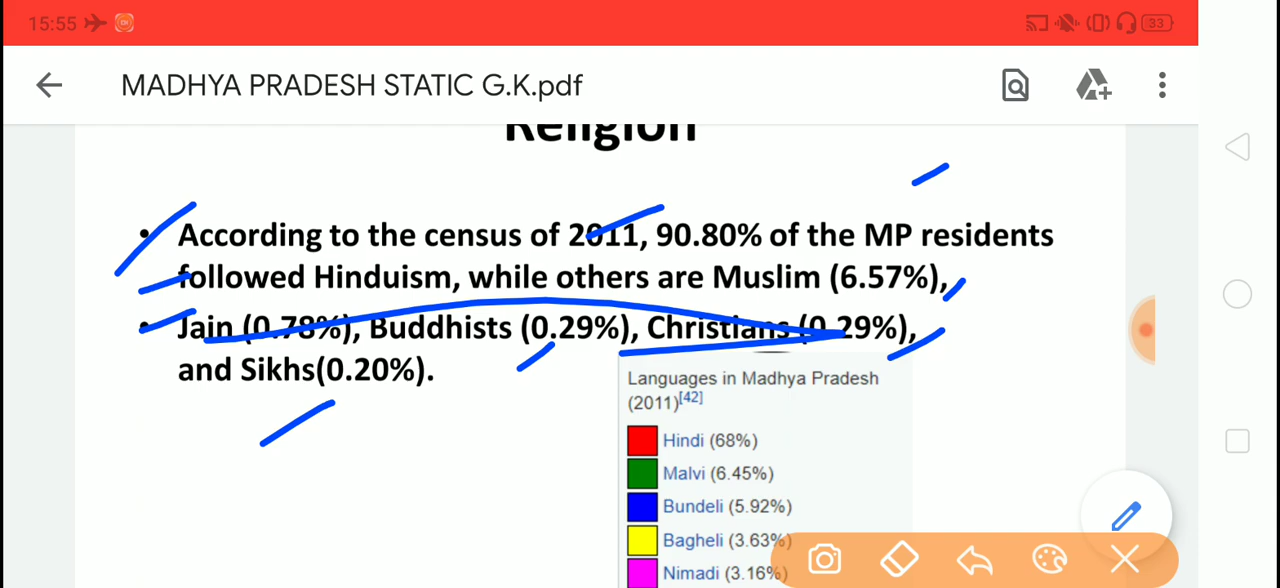 15:55
33
MADHYA PRADESH STATIC G.K.pdf
Religion
• According to the census of 2011, 90.80% of the MP residents
followed Hinduism, while others are Muslim (6.57%),
• Jain (0.78%), Buddhists (0.29%), Christians (0.29%),
and Sikhs(0.20%).
Languages in Madhya Pradesh
(2011)[42]
Hindi (68%)
Malvi (6.45%)
Bundeli (5.92%)
Bagheli (3.63%)
Nimadi (3.16%)